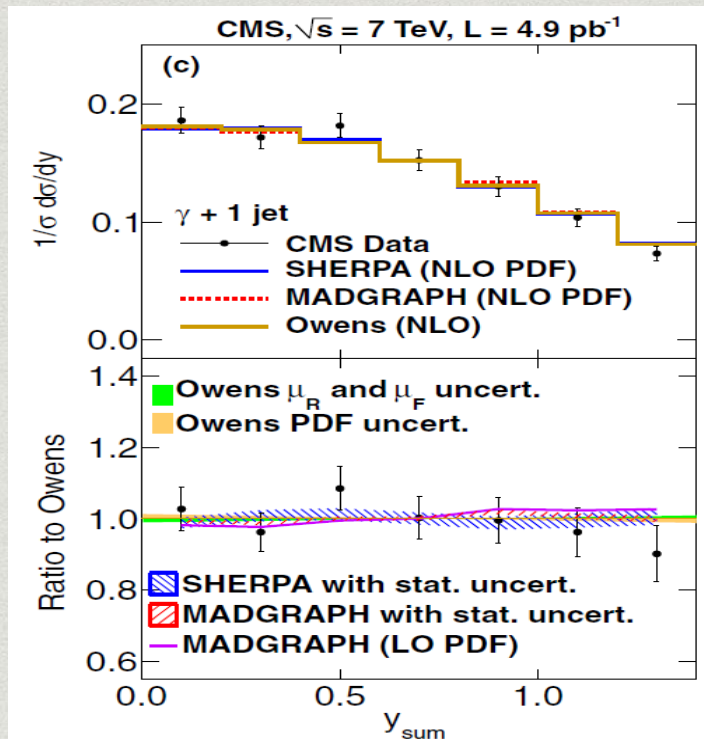 CMS, √s = 7 TeV, L = 4.9 pb⁻¹
(c)
0.2
0.1
0.0
1/σ dσ/dy
γ + 1 jet
CMS Data
SHERPA (NLO PDF)
MADGRAPH (NLO PDF)
Owens (NLO)
1.4
1.2
1.0
0.8
0.6
Ratio to Owens
Owens μ_R and μ_F uncert.
Owens PDF uncert.
SHERPA with stat. uncert.
MADGRAPH with stat. uncert.
MADGRAPH (LO PDF)
0.0 0.5 1.0
y_sum